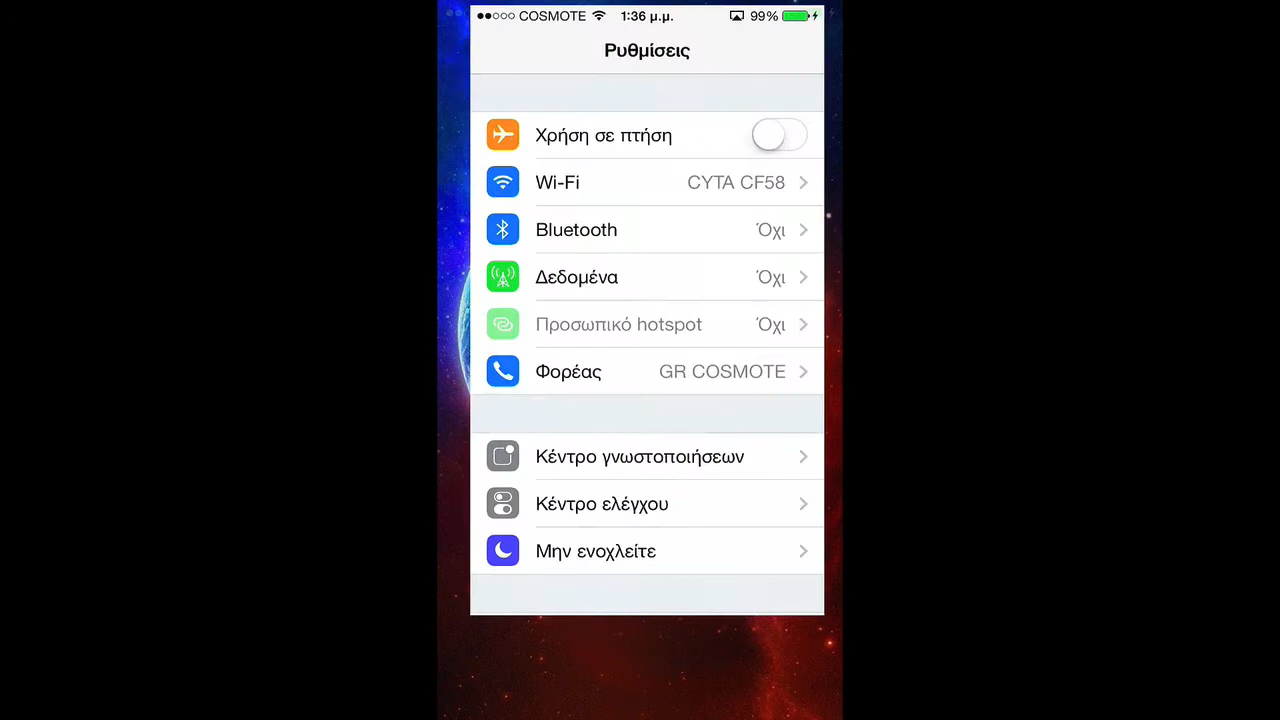 COSMOTE 1:36 μ.μ. 99%
Ρυθμίσεις
Χρήση σε πτήση
Wi-Fi CYTA CF58
Bluetooth Όχι
Δεδομένα Όχι
Προσωπικό hotspot Όχι
Φορέας GR COSMOTE
Κέντρο γνωστοποιήσεων
Κέντρο ελέγχου
Μην ενοχλείτε